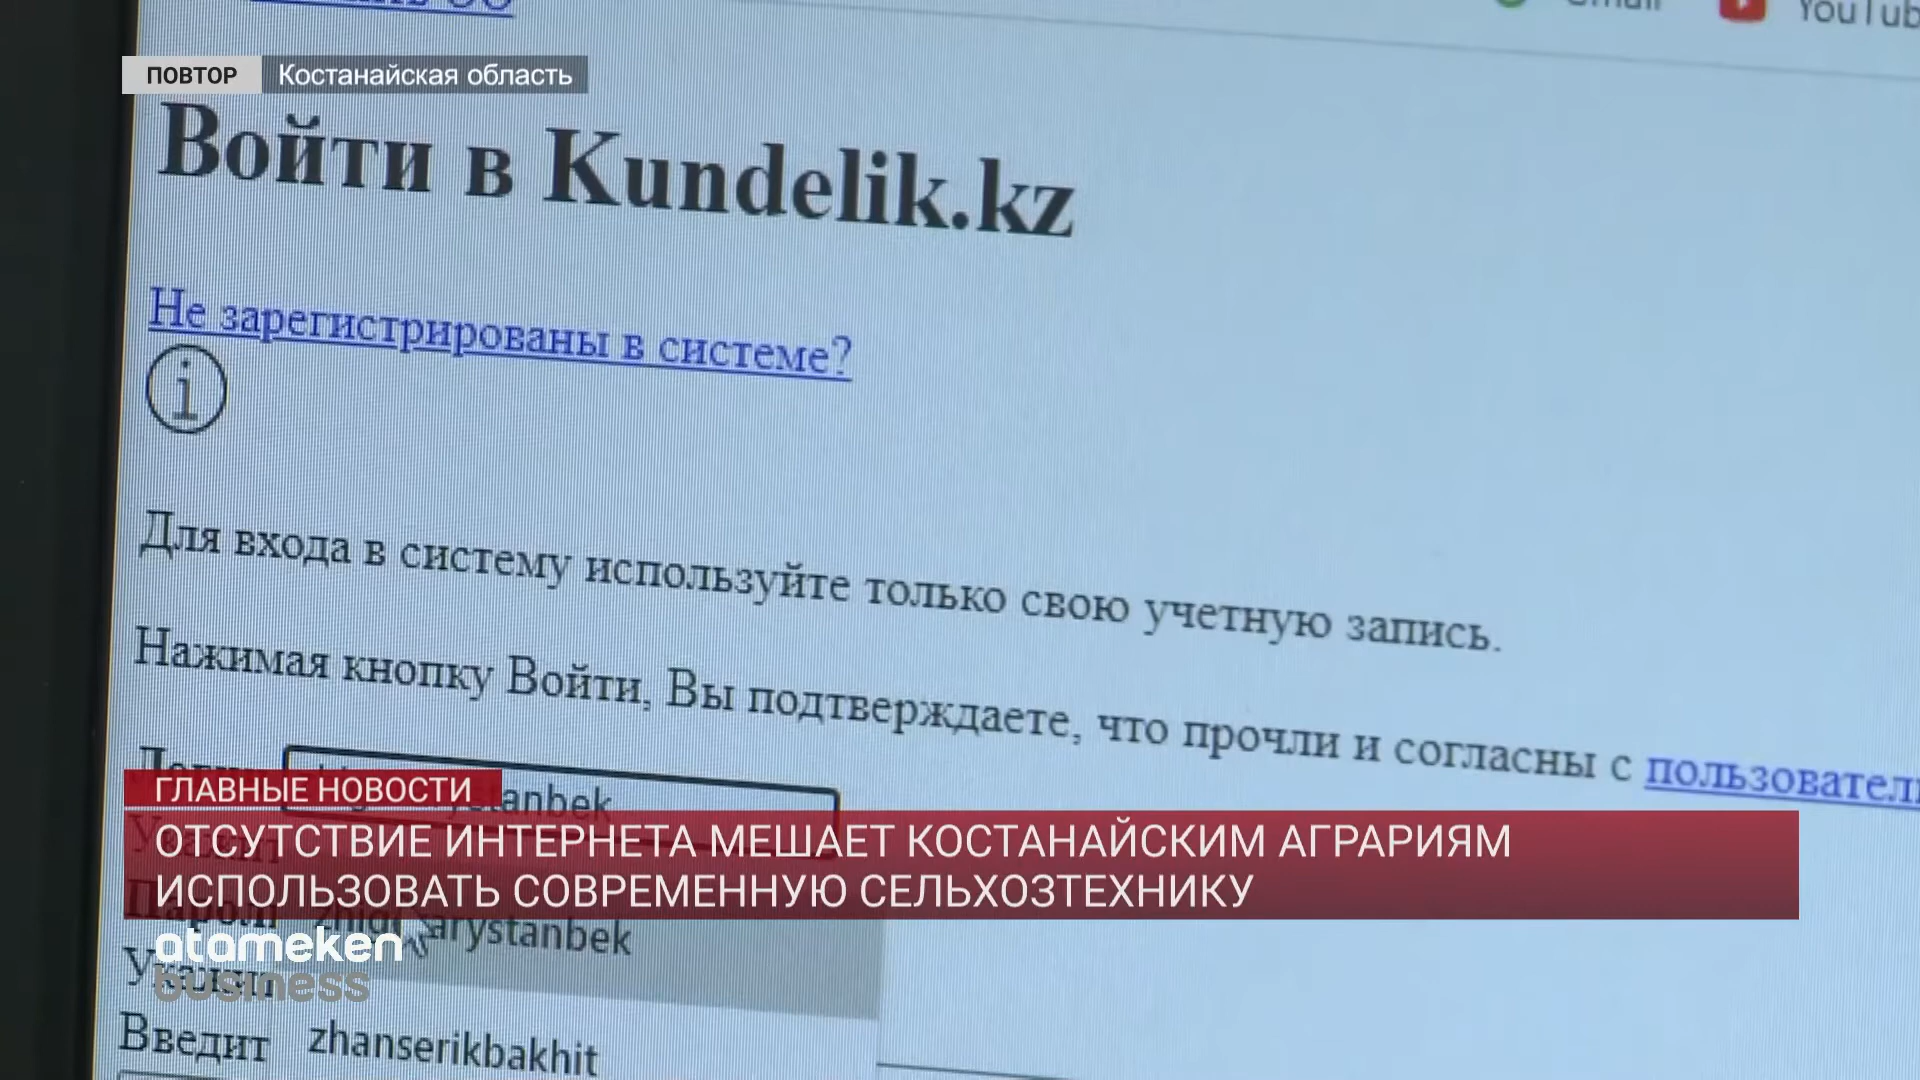 Gmail
YouTub
ПОВТОР
Костанайская область
Войти в Kundelik.kz
Не зарегистрированы в системе?
i
Для входа в систему используйте только свою учетную запись.
Нажимая кнопку Войти, Вы подтверждаете, что прочли и согласны с пользовател
ГЛАВНЫЕ НОВОСТИ
ОТСУТСТВИЕ ИНТЕРНЕТА МЕШАЕТ КОСТАНАЙСКИМ АГРАРИЯМ
ИСПОЛЬЗОВАТЬ СОВРЕМЕННУЮ СЕЛЬХОЗТЕХНИКУ
atameken
business
Введит
zhanserikbakhit